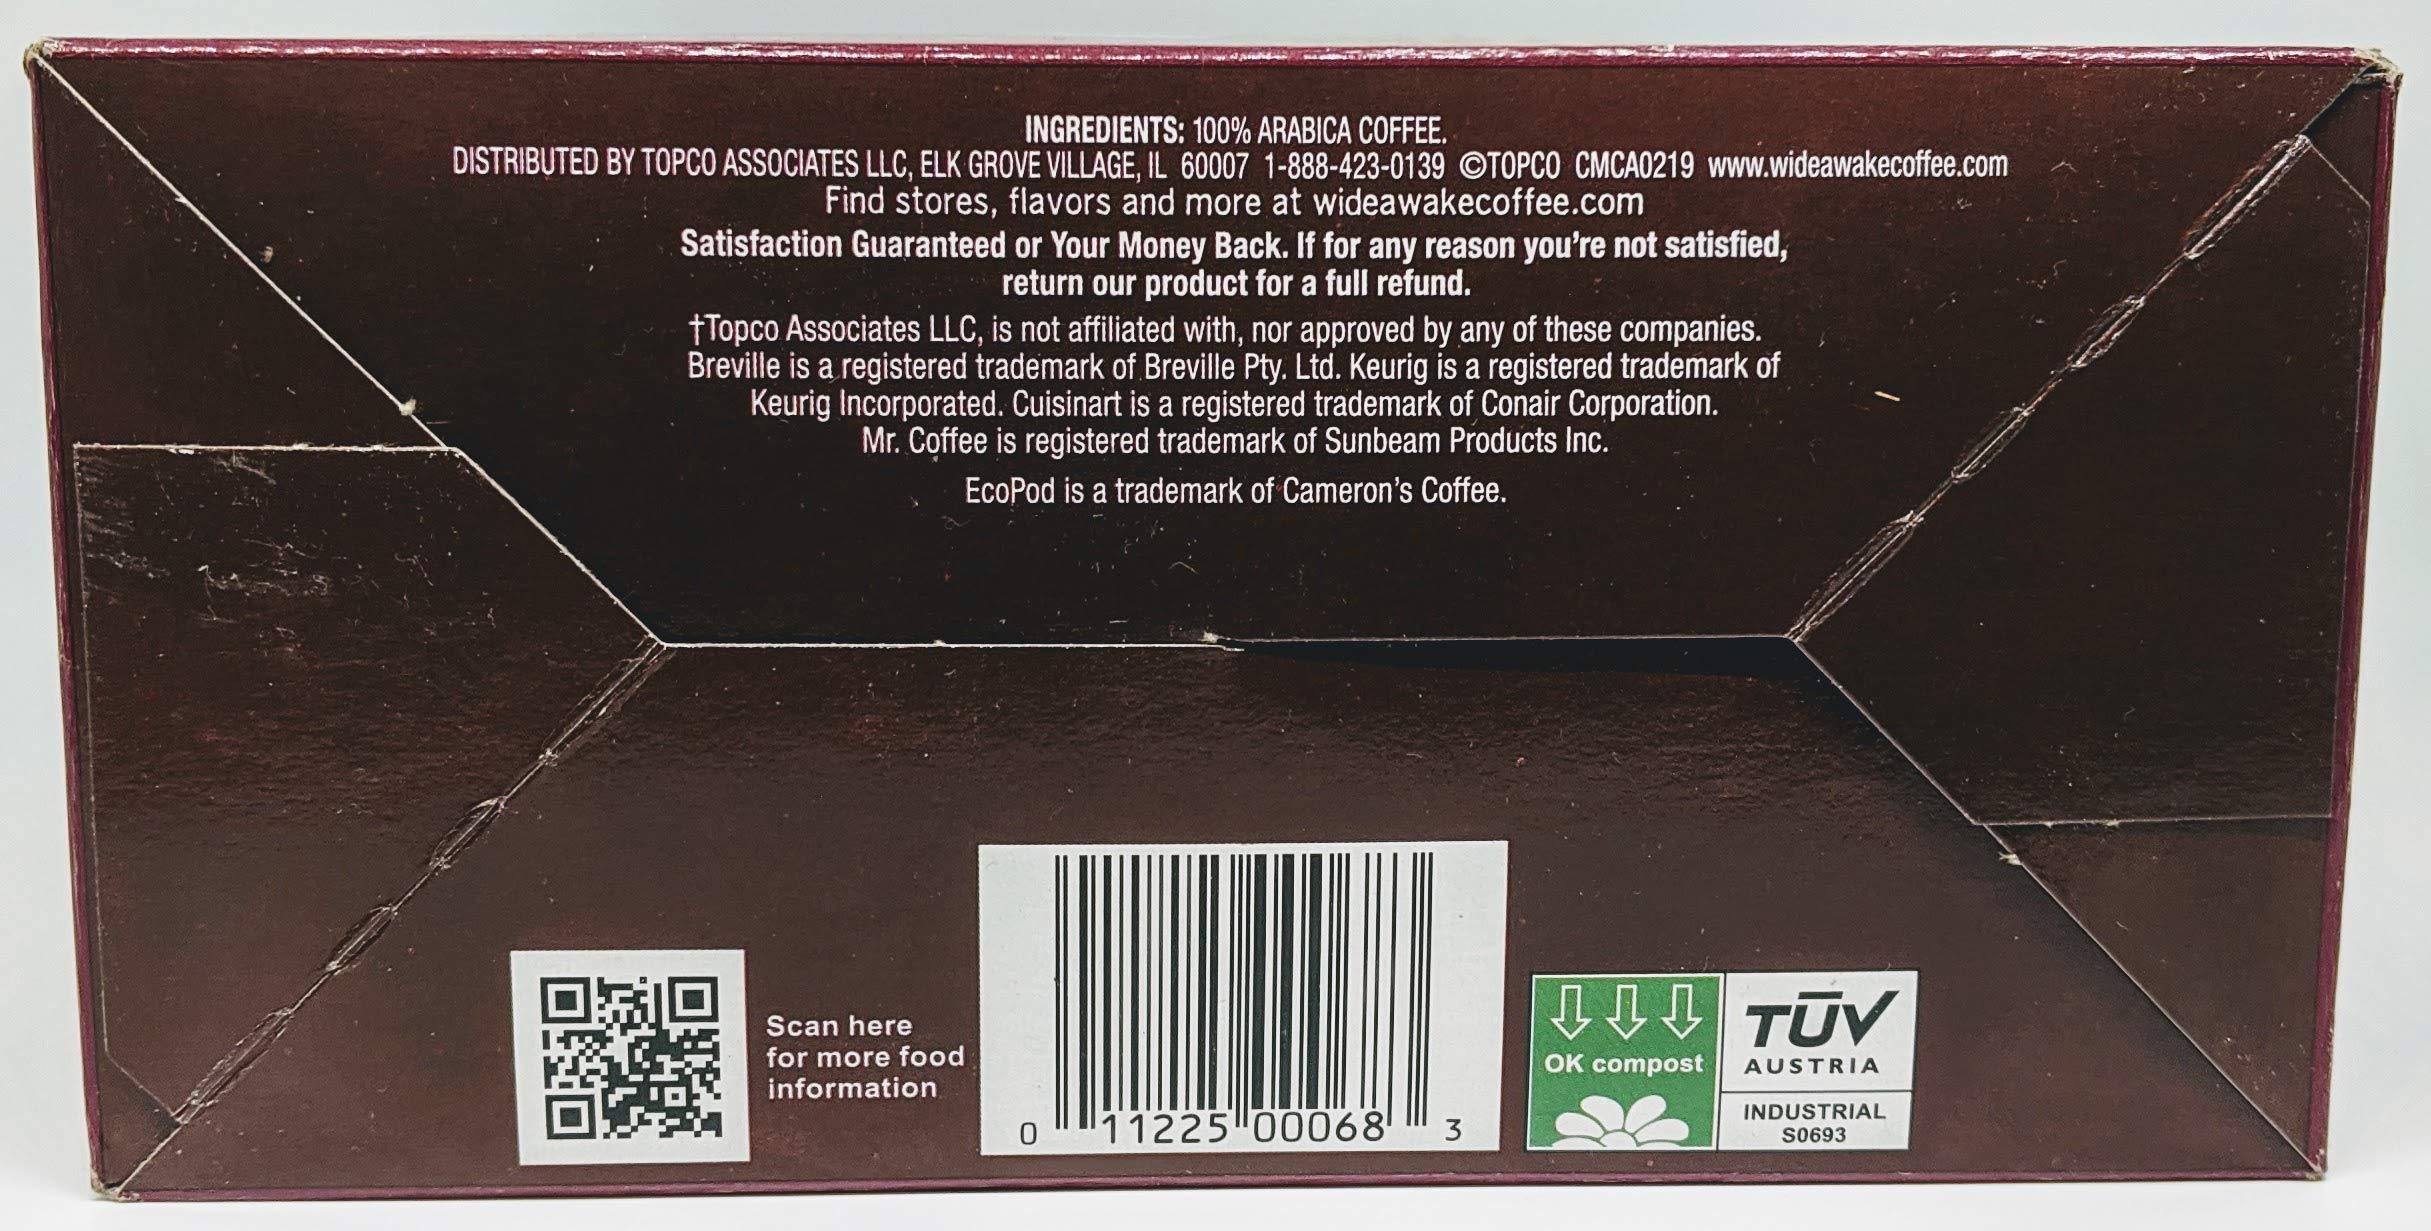 INGREDIENTS: 100% ARABICA COFFEE.
DISTRIBUTED BY TOPCO ASSOCIATES LLC, ELK GROVE VILLAGE, IL 60007 1-888-423-0139 ©TOPCO CMCA0219 www.wideawakecoffee.com
Find stores, flavors and more at wideawakecoffee.com
Satisfaction Guaranteed or Your Money Back. If for any reason you're not satisfied,
return our product for a full refund.
†Topco Associates LLC, is not affiliated with, nor approved by any of these companies.
Breville is a registered trademark of Breville Pty. Ltd. Keurig is a registered trademark of
Keurig Incorporated. Cuisinart is a registered trademark of Conair Corporation.
Mr. Coffee is registered trademark of Sunbeam Products Inc.
EcoPod is a trademark of Cameron's Coffee.
Scan here
for more food
information
0 11225 00068 3
OK compost
TÜV
AUSTRIA
INDUSTRIAL
S0693